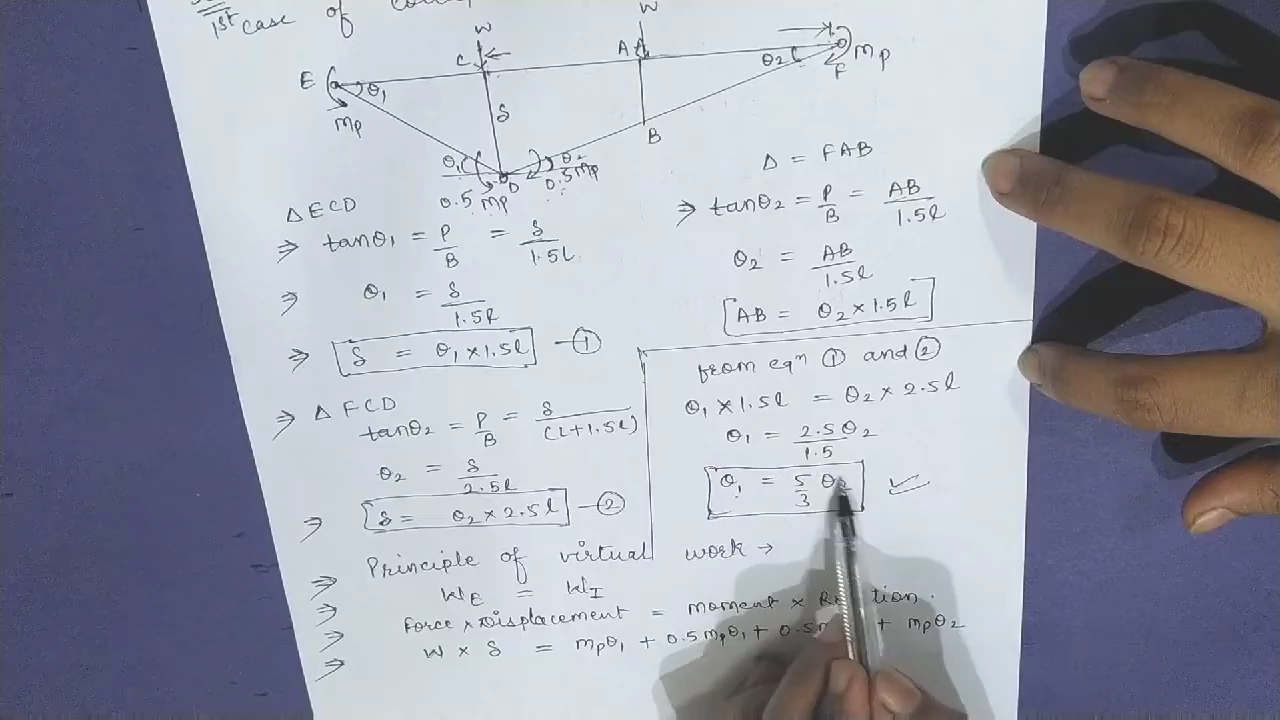 1st case of
W
W
E
C
A
F
θ1
θ2
Mp
Mp
δ
B
θ1
θ2
D
0.5 Mp
0.5 Mp
Δ ECD
⇒ tanθ1 = P/B = δ/1.5l
⇒ θ1 = δ/1.5l
⇒ δ = θ1 × 1.5l — ①
⇒ Δ FCD
tanθ2 = P/B = δ/(L+1.5l)
θ2 = δ/2.5l
⇒ δ = θ2 × 2.5l — ②
Δ = FAB
⇒ tanθ2 = P/B = AB/1.5l
θ2 = AB/1.5l
[AB = θ2 × 1.5l]
from eqn ① and ②
θ1 × 1.5l = θ2 × 2.5l
θ1 = 2.5θ2/1.5
θ1 = 5/3 θ2
⇒ Principle of virtual work →
⇒ WE = WI
⇒ Force × Displacement = moment ×
⇒ W × δ = Mpθ1 + 0.5Mpθ1 + + Mpθ2